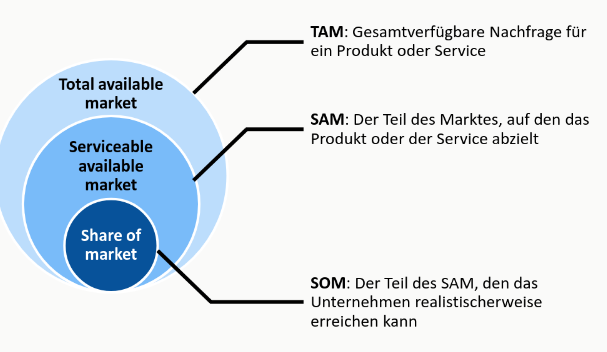 Total available
market
Serviceable
available
market
Share of
market
TAM: Gesamtverfügbare Nachfrage für
ein Produkt oder Service
SAM: Der Teil des Marktes, auf den das
Produkt oder der Service abzielt
SOM: Der Teil des SAM, den das
Unternehmen realistischerweise
erreichen kann